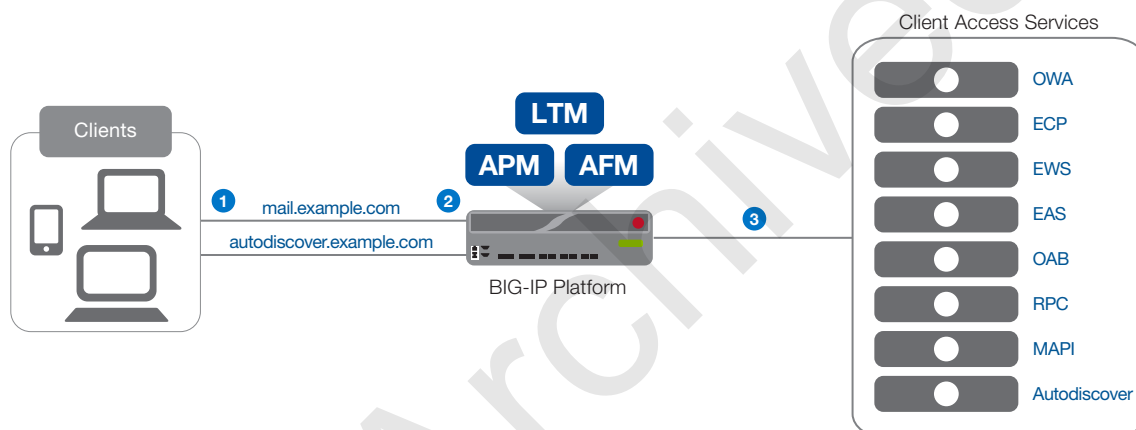 Client Access Services
Clients
1
mail.example.com
2
autodiscover.example.com
LTM
APM
AFM
BIG-IP Platform
3
OWA
ECP
EWS
EAS
OAB
RPC
MAPI
Autodiscover
Archived